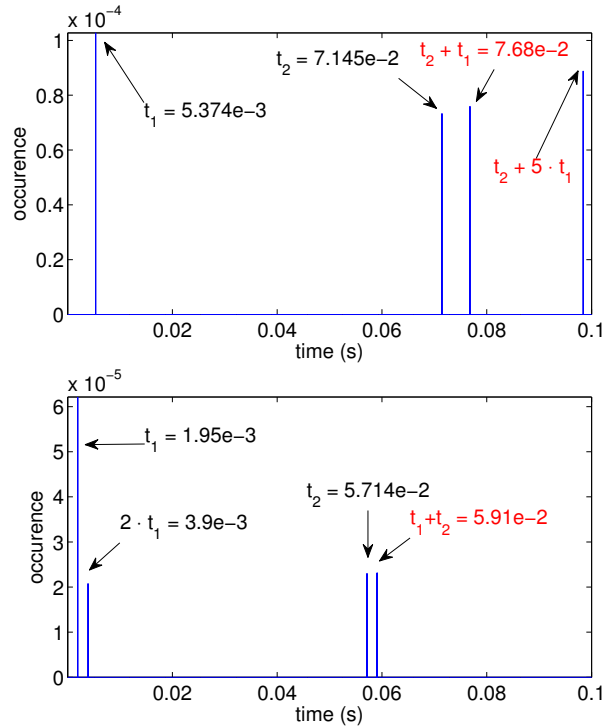 x 10⁻⁴
1
0.8
0.6
0.4
0.2
0
occurence
t₁ = 5.374e−3
t₂ = 7.145e−2
t₂ + t₁ = 7.68e−2
t₂ + 5 · t₁
0.02 0.04 0.06 0.08 0.1
time (s)
x 10⁻⁵
6
5
4
3
2
1
0
occurence
t₁ = 1.95e−3
2 · t₁ = 3.9e−3
t₂ = 5.714e−2
t₁+t₂ = 5.91e−2
0.02 0.04 0.06 0.08 0.1
time (s)